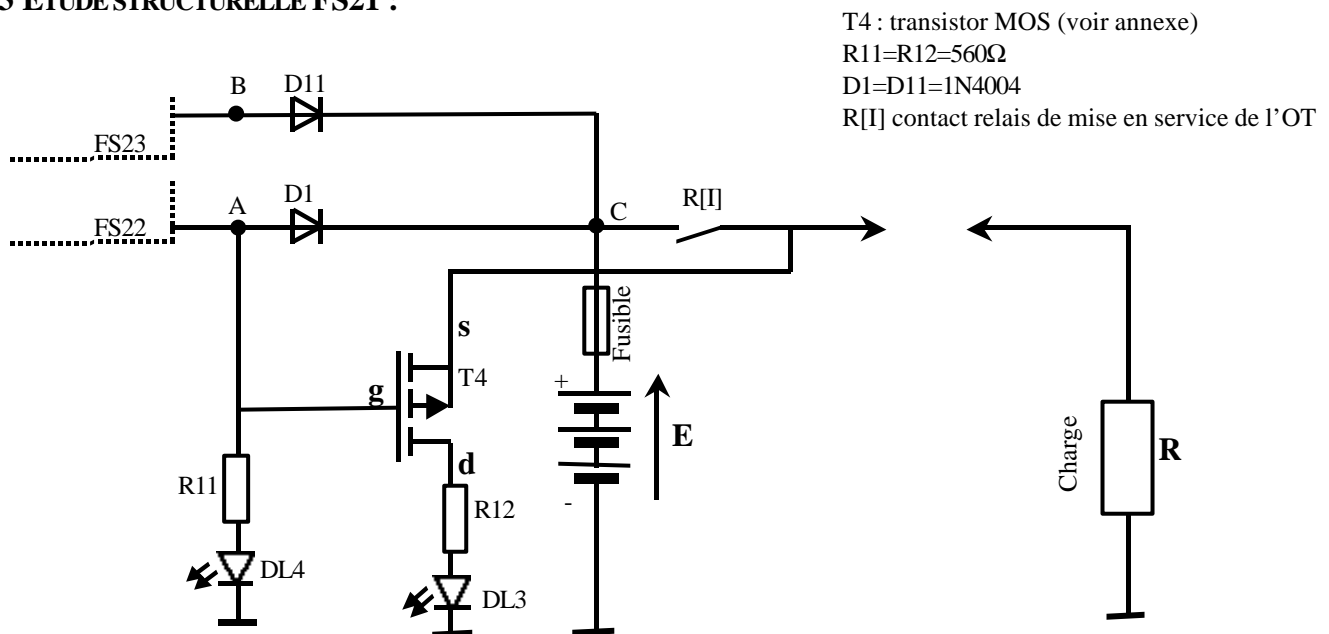 ETUDE STRUCTURELLE FS21 :
T4 : transistor MOS (voir annexe)
R11=R12=560Ω
D1=D11=1N4004
R[I] contact relais de mise en service de l’OT
B
D11
FS23
A
D1
C
R[I]
FS22
Fusible
s
T4
g
+
E
Charge
R
d
R11
R12
-
DL4
DL3